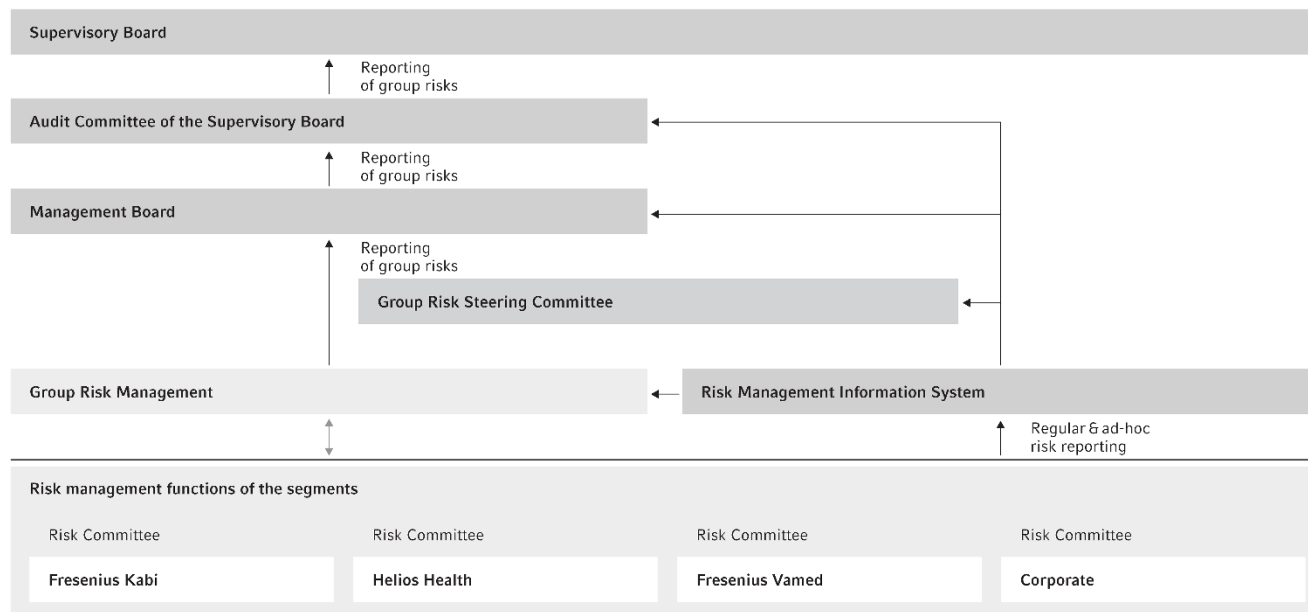 Supervisory Board
Reporting
of group risks
Audit Committee of the Supervisory Board
Reporting
of group risks
Management Board
Reporting
of group risks
Group Risk Steering Committee
Group Risk Management
Risk Management Information System
Regular & ad-hoc
risk reporting
Risk management functions of the segments
Risk Committee
Fresenius Kabi
Risk Committee
Helios Health
Risk Committee
Fresenius Vamed
Risk Committee
Corporate